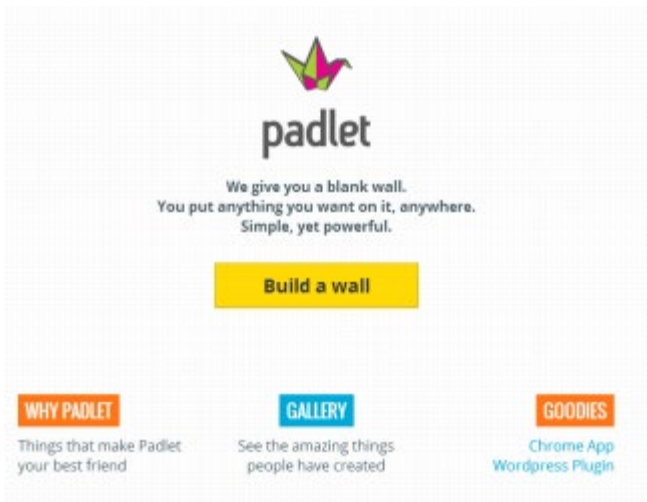 padlet
We give you a blank wall.
You put anything you want on it, anywhere.
Simple, yet powerful.
Build a wall
WHY PADLET
Things that make Padlet
your best friend
GALLERY
See the amazing things
people have created
GOODIES
Chrome App
Wordpress Plugin